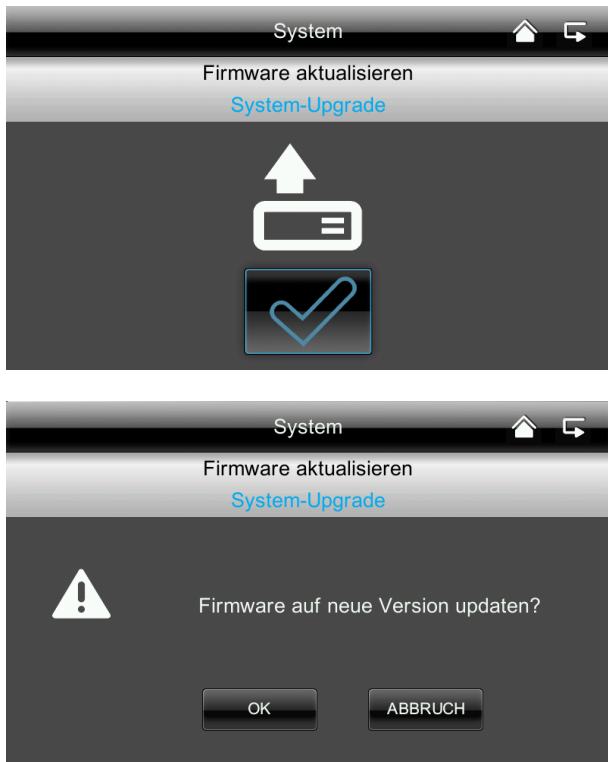 System
Firmware aktualisieren
System-Upgrade
System
Firmware aktualisieren
System-Upgrade
Firmware auf neue Version updaten?
OK ABBRUCH